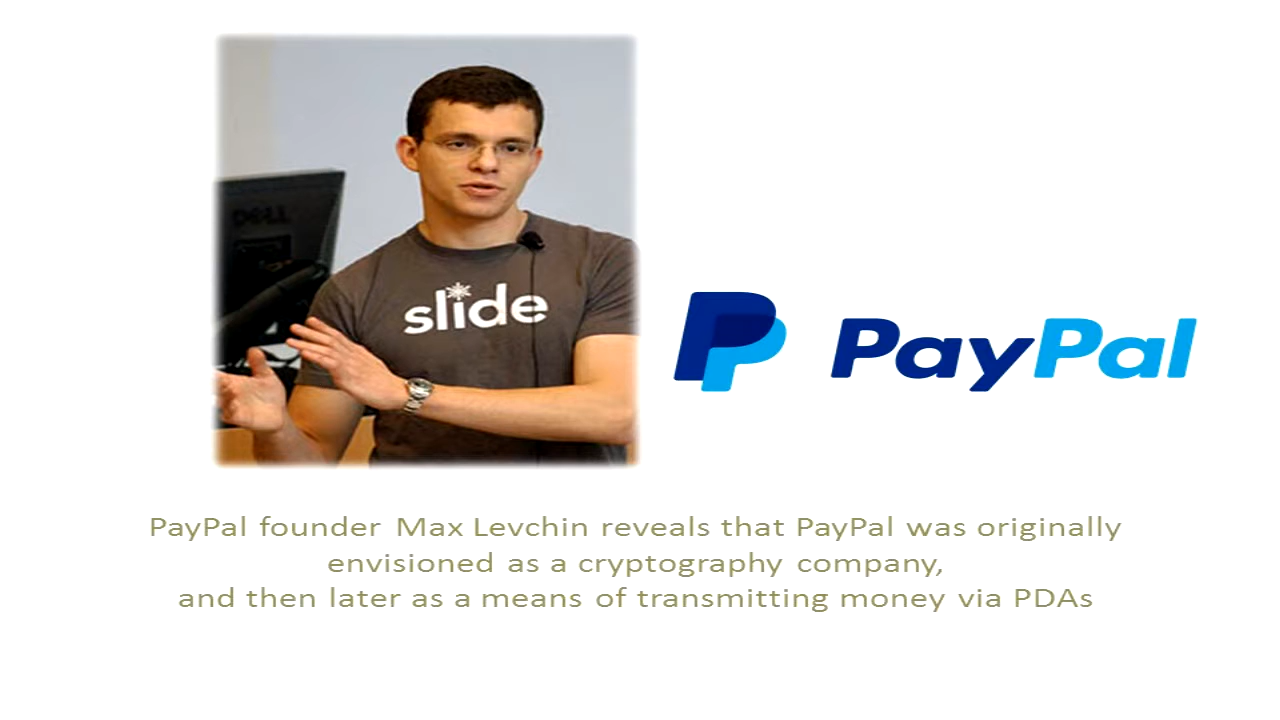 DELL
slide
PayPal
PayPal founder Max Levchin reveals that PayPal was originally
envisioned as a cryptography company,
and then later as a means of transmitting money via PDAs